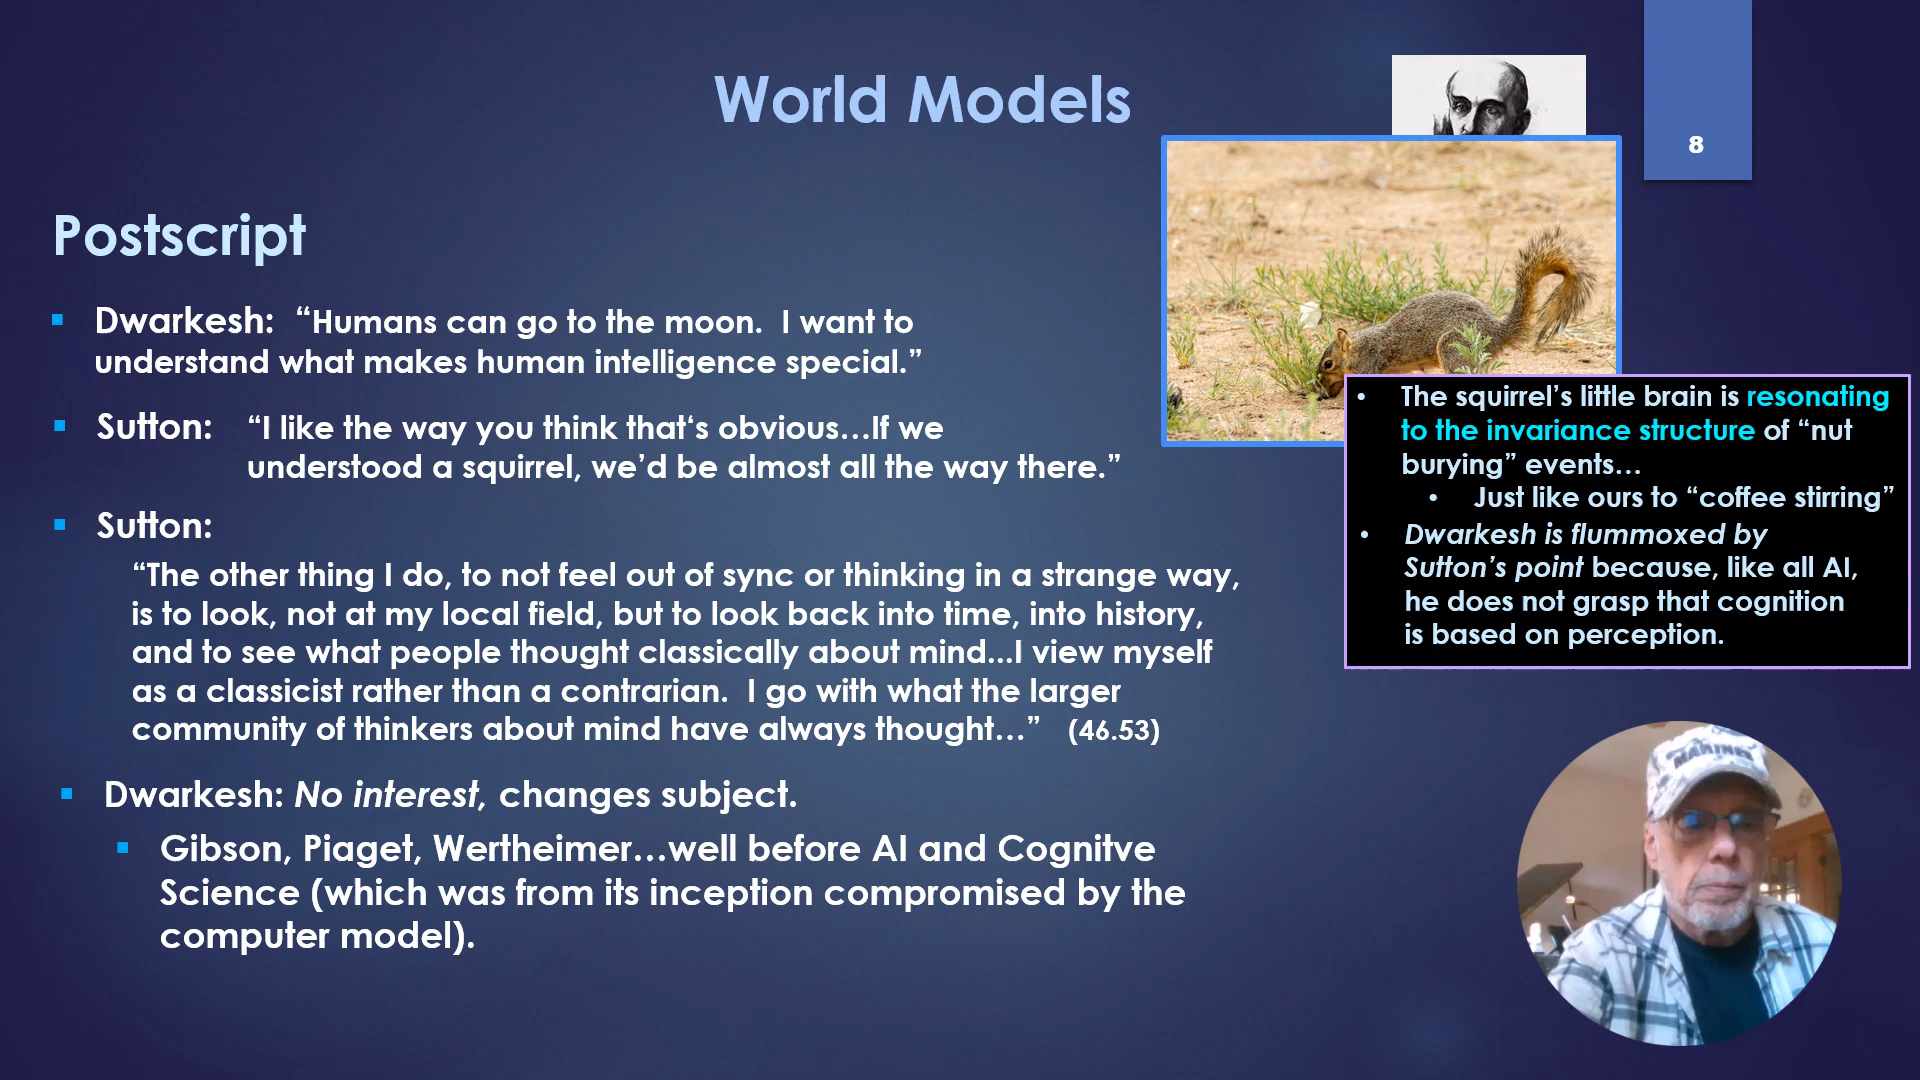 World Models
8
Postscript
Dwarkesh: “Humans can go to the moon. I want to
understand what makes human intelligence special.”
Sutton: “I like the way you think that‘s obvious…If we
understood a squirrel, we’d be almost all the way there.”
Sutton:
“The other thing I do, to not feel out of sync or thinking in a strange way,
is to look, not at my local field, but to look back into time, into history,
and to see what people thought classically about mind...I view myself
as a classicist rather than a contrarian. I go with what the larger
community of thinkers about mind have always thought…” (46.53)
Dwarkesh: No interest, changes subject.
Gibson, Piaget, Wertheimer…well before AI and Cognitve
Science (which was from its inception compromised by the
computer model).
The squirrel’s little brain is resonating
to the invariance structure of “nut
burying” events…
Just like ours to “coffee stirring”
Dwarkesh is flummoxed by
Sutton’s point because, like all AI,
he does not grasp that cognition
is based on perception.
MARINES